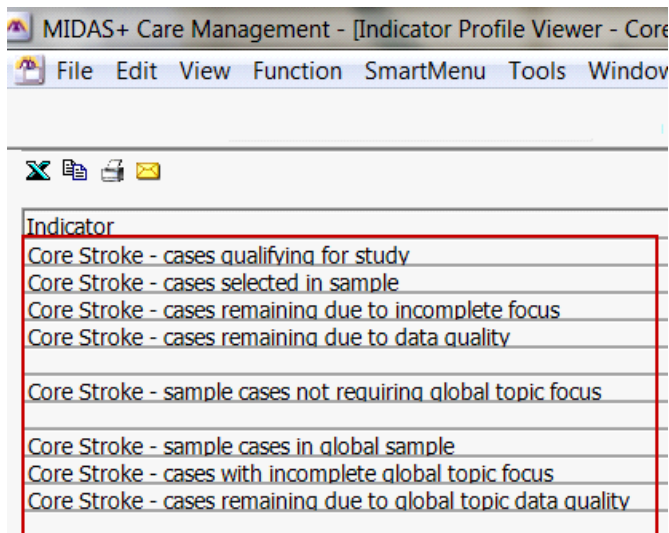 MIDAS+ Care Management - [Indicator Profile Viewer - Core
File Edit View Function SmartMenu Tools Window
Indicator
Core Stroke - cases qualifying for study
Core Stroke - cases selected in sample
Core Stroke - cases remaining due to incomplete focus
Core Stroke - cases remaining due to data quality
Core Stroke - sample cases not requiring global topic focus
Core Stroke - sample cases in global sample
Core Stroke - cases with incomplete global topic focus
Core Stroke - cases remaining due to global topic data quality